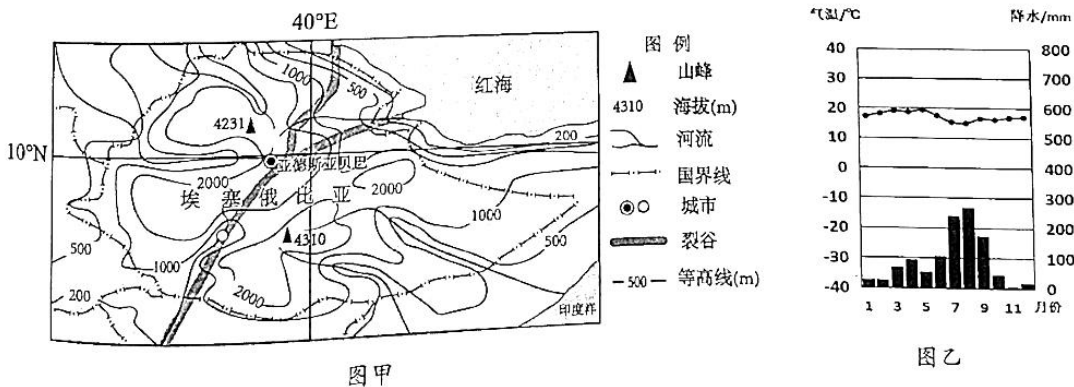 40°E
1000
500
红海
4231
200
10°N
亚德斯亚贝巴
2000
埃塞俄比亚
2000
1000
500
4310
1000
500
200
2000
印度洋
图例
山峰
4310 海拔(m)
河流
国界线
城市
裂谷
500 等高线(m)
图甲
气温/℃ 降水/mm
40 800
30 700
20 600
10 500
0 400
-10 300
-20 200
-30 100
-40 0
1 3 5 7 9 11 月份
图乙